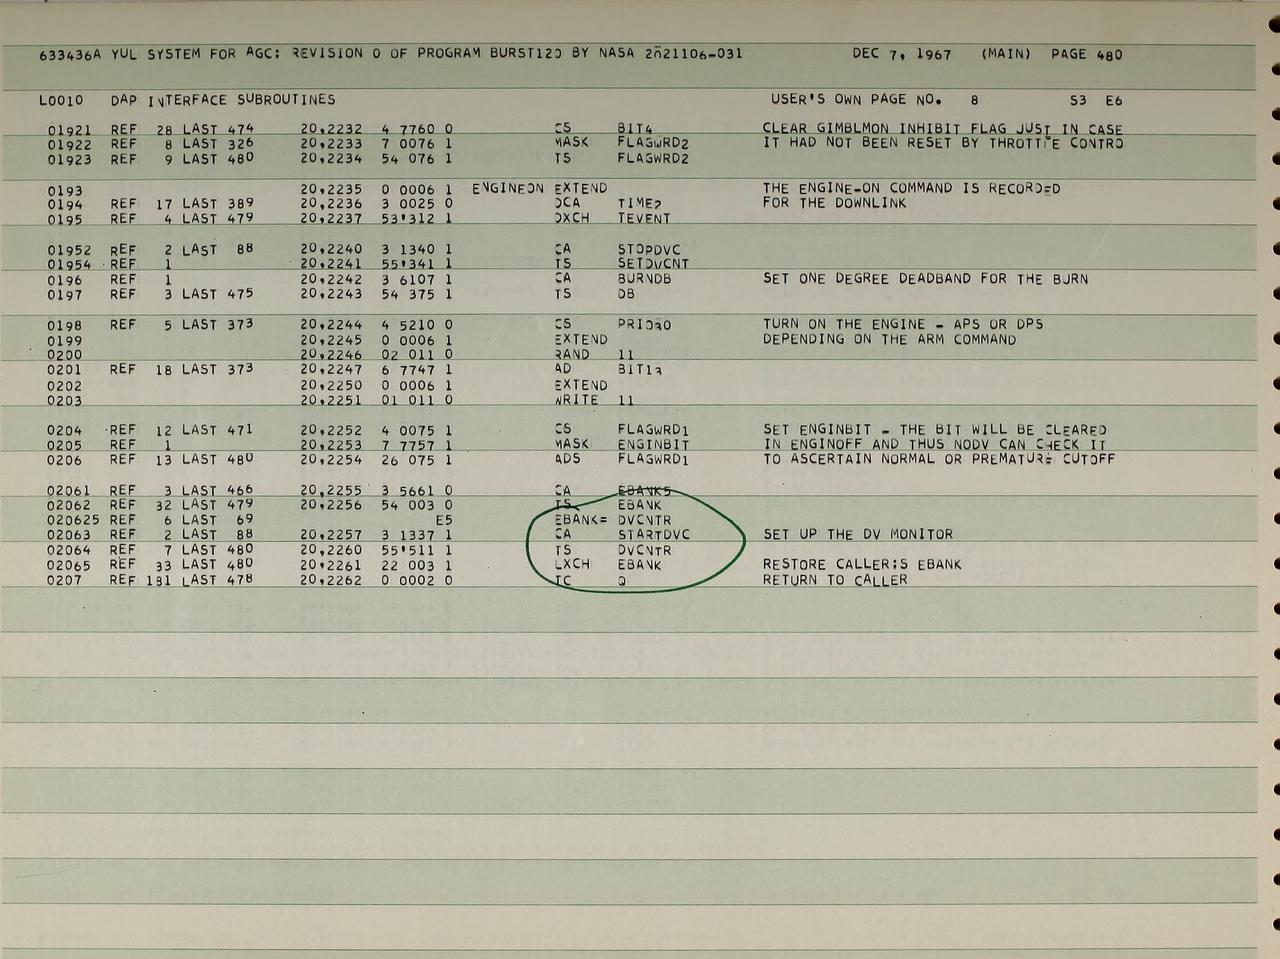 633436A YUL SYSTEM FOR AGC: REVISION 0 OF PROGRAM BURST120 BY NASA 2021106-031 DEC 7, 1967 (MAIN) PAGE 480
L0010 DAP INTERFACE SUBROUTINES USER'S OWN PAGE NO. 8 S3 E6
01921 REF 28 LAST 474 20,2232 4 7760 0 CS BIT4 CLEAR GIMBLMON INHIBIT FLAG JUST IN CASE
01922 REF 8 LAST 326 20,2233 7 0076 1 MASK FLAGWRD2 IT HAD NOT BEEN RESET BY THROTTLE CONTRO
01923 REF 9 LAST 480 20,2234 54 076 1 TS FLAGWRD2
0193 20,2235 0 0006 1 ENGINEON EXTEND THE ENGINE-ON COMMAND IS RECORDED
0194 REF 17 LAST 389 20,2236 3 0025 0 DCA TIME2 FOR THE DOWNLINK
0195 REF 4 LAST 479 20,2237 53'312 1 DXCH TEVENT
01952 REF 2 LAST 88 20,2240 3 1340 1 CA STOPDVC
01954 REF 1 20,2241 55'341 1 TS SETDVCNT
0196 REF 1 20,2242 3 6107 1 CA BURNDB SET ONE DEGREE DEADBAND FOR THE BURN
0197 REF 3 LAST 475 20,2243 54 375 1 TS DB
0198 REF 5 LAST 373 20,2244 4 5210 0 CS PRIO30 TURN ON THE ENGINE - APS OR DPS
0199 20,2245 0 0006 1 EXTEND DEPENDING ON THE ARM COMMAND
0200 20,2246 02 011 0 RAND 11
0201 REF 18 LAST 373 20,2247 6 7747 1 AD BIT13
0202 20,2250 0 0006 1 EXTEND
0203 20,2251 01 011 0 WRITE 11
0204 REF 12 LAST 471 20,2252 4 0075 1 CS FLAGWRD1 SET ENGINBIT - THE BIT WILL BE CLEARED
0205 REF 1 20,2253 7 7757 1 MASK ENGINBIT IN ENGINOFF AND THUS NODV CAN CHECK IT
0206 REF 13 LAST 480 20,2254 26 075 1 ADS FLAGWRD1 TO ASCERTAIN NORMAL OR PREMATURE CUTOFF
02061 REF 3 LAST 466 20,2255 3 5661 0 CA EBANK5
02062 REF 32 LAST 479 20,2256 54 003 0 TS EBANK
020625 REF 6 LAST 69 E5 EBANK= DVCNTR
02063 REF 2 LAST 88 20,2257 3 1337 1 CA STARTDVC SET UP THE DV MONITOR
02064 REF 7 LAST 480 20,2260 55'511 1 TS DVCNTR
02065 REF 33 LAST 480 20,2261 22 003 1 LXCH EBANK RESTORE CALLER:S EBANK
0207 REF 131 LAST 478 20,2262 0 0002 0 TC Q RETURN TO CALLER